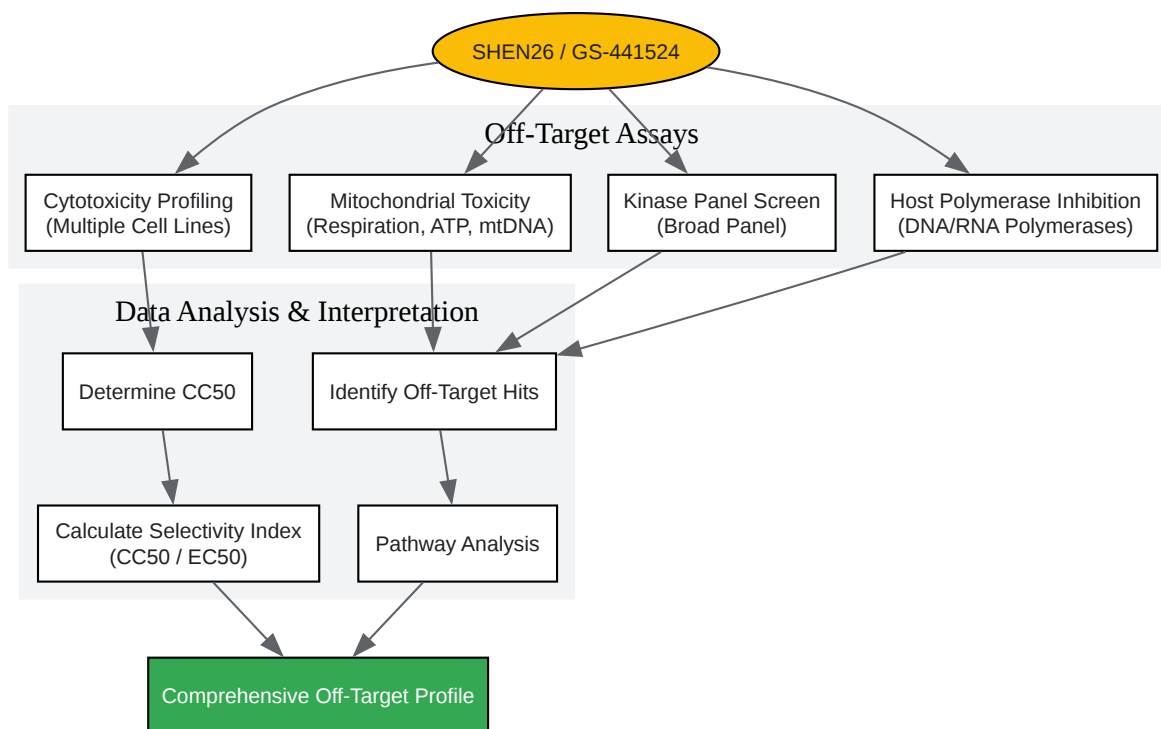 SHEN26 / GS-441524
Off-Target Assays
Cytotoxicity Profiling
(Multiple Cell Lines)
Mitochondrial Toxicity
(Respiration, ATP, mtDNA)
Kinase Panel Screen
(Broad Panel)
Host Polymerase Inhibition
(DNA/RNA Polymerases)
Data Analysis & Interpretation
Determine CC50
Identify Off-Target Hits
Calculate Selectivity Index
(CC50 / EC50)
Pathway Analysis
Comprehensive Off-Target Profile